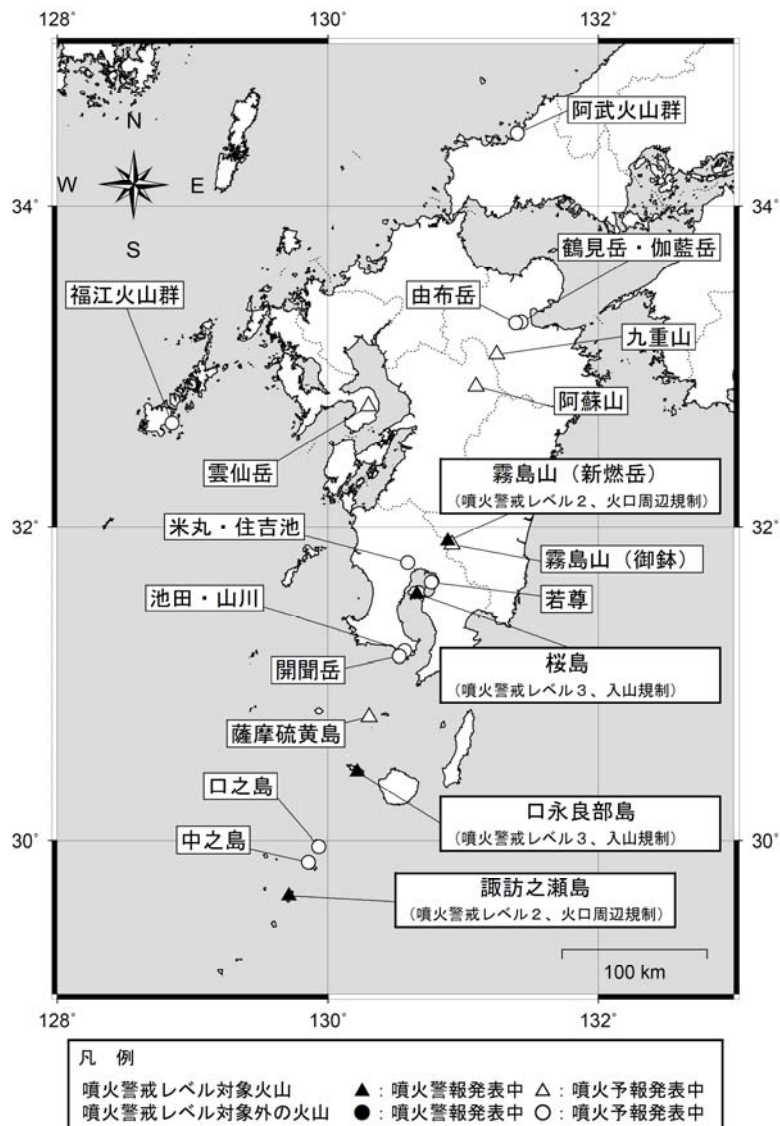 128° 130° 132°
阿武火山群
N
W E
S
34° 34°
鶴見岳・伽藍岳
由布岳
福江火山群
九重山
阿蘇山
雲仙岳
霧島山（新燃岳）
（噴火警戒レベル２、火口周辺規制）
32° 32°
米丸・住吉池
霧島山（御鉢）
池田・山川
若尊
桜島
（噴火警戒レベル３、入山規制）
開聞岳
薩摩硫黄島
口之島
口永良部島
（噴火警戒レベル３、入山規制）
30° 30°
中之島
諏訪之瀬島
（噴火警戒レベル２、火口周辺規制）
100 km
128° 130° 132°
凡 例
噴火警戒レベル対象火山 ▲：噴火警報発表中 △：噴火予報発表中
噴火警戒レベル対象外の火山 ●：噴火警報発表中 ○：噴火予報発表中